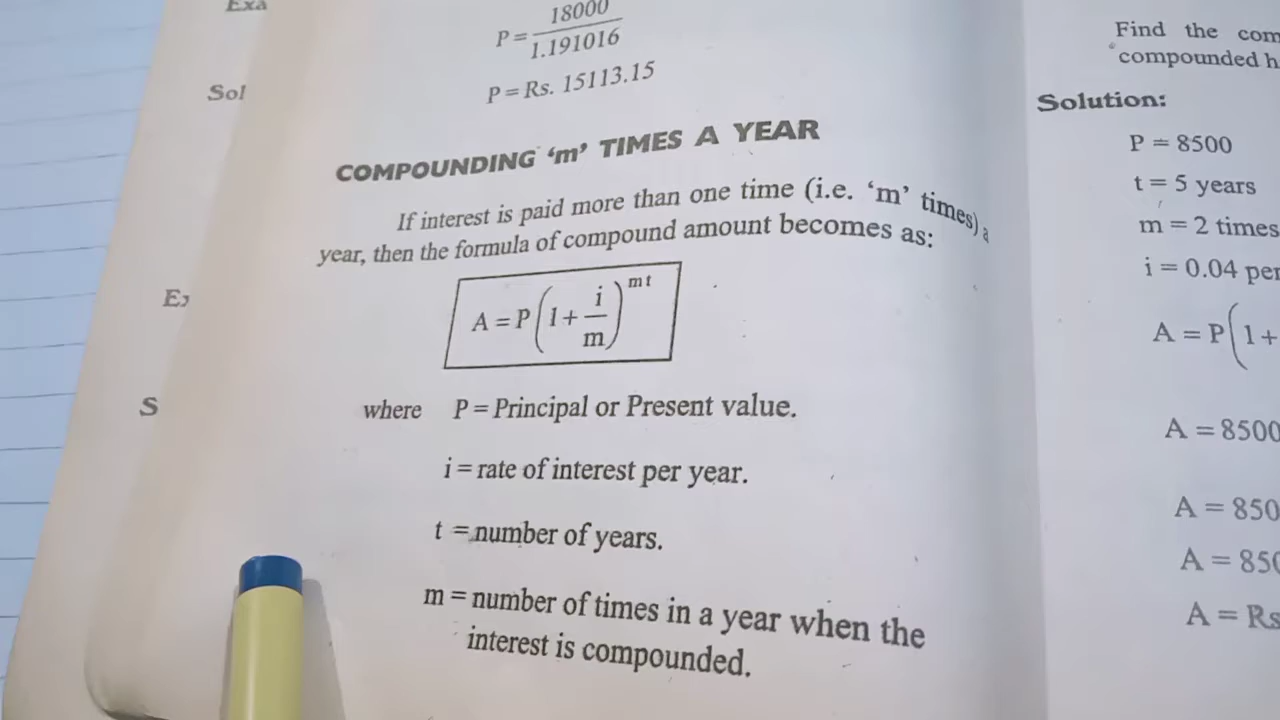 Sol
P = 18000 / 1.191016
P = Rs. 15113.15
COMPOUNDING 'm' TIMES A YEAR
If interest is paid more than one time (i.e. 'm' times) a
year, then the formula of compound amount becomes as:
A = P(1 + i/m)^mt
where P = Principal or Present value.
i = rate of interest per year.
t = number of years.
m = number of times in a year when the
interest is compounded.
S
Find the com
compounded h
Solution:
P = 8500
t = 5 years
m = 2 times
i = 0.04 per
A = P(1 +
A = 8500
A = 850
A = 850
A = Rs